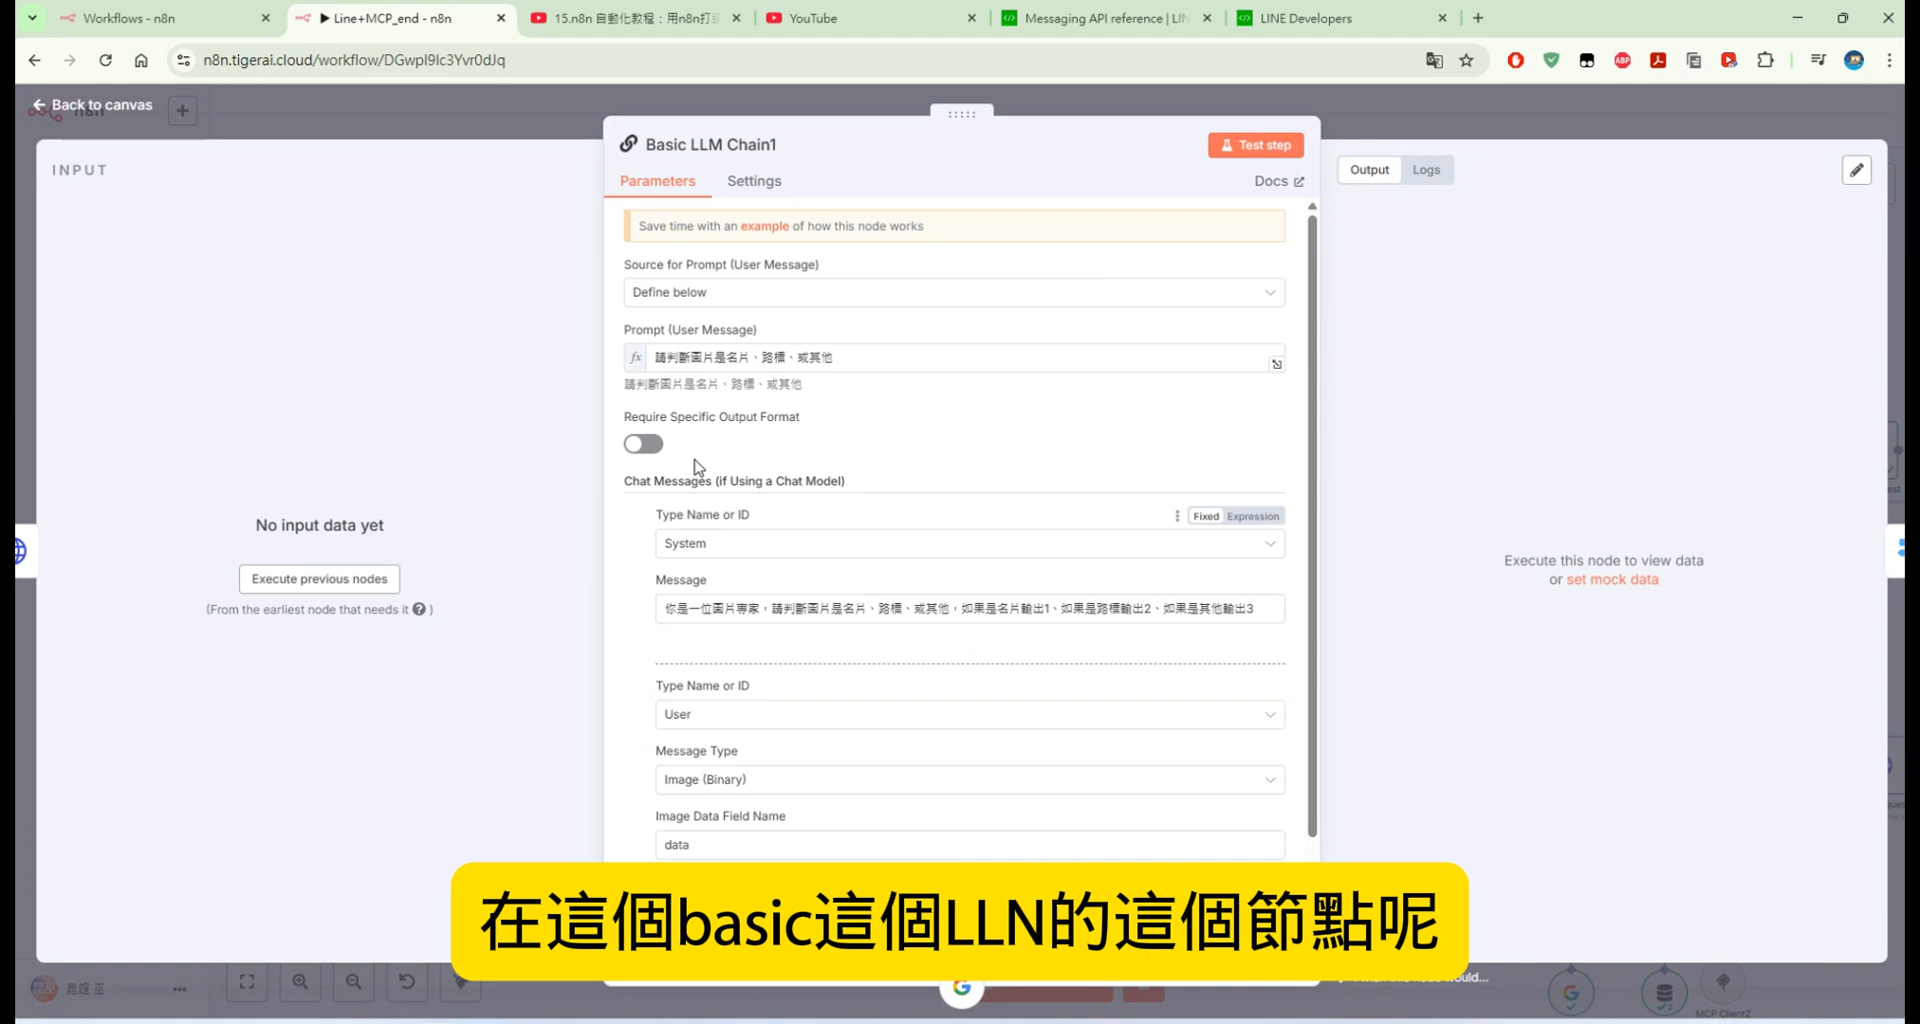 Workflows - n8n
▶ Line+MCP_end - n8n
15.n8n 自動化教程：用n8n打
YouTube
Messaging API reference | LIN
LINE Developers
n8n.tigerai.cloud/workflow/DGwpI9Ic3Yvr0dJq
Back to canvas
n8n
INPUT
No input data yet
Execute previous nodes
(From the earliest node that needs it ? )
Basic LLM Chain1
Test step
Parameters
Settings
Docs
Save time with an example of how this node works
Source for Prompt (User Message)
Define below
Prompt (User Message)
fx 請判斷圖片是名片、路標、或其他
請判斷圖片是名片、路標、或其他
Require Specific Output Format
Chat Messages (if Using a Chat Model)
Type Name or ID
Fixed Expression
System
Message
你是一位圖片專家，請判斷圖片是名片、路標、或其他，如果是名片輸出1、如果是路標輸出2、如果是其他輸出3
Type Name or ID
User
Message Type
Image (Binary)
Image Data Field Name
data
Output
Logs
Execute this node to view data
or set mock data
在這個basic這個LLN的這個節點呢
ould...
MCP Client2